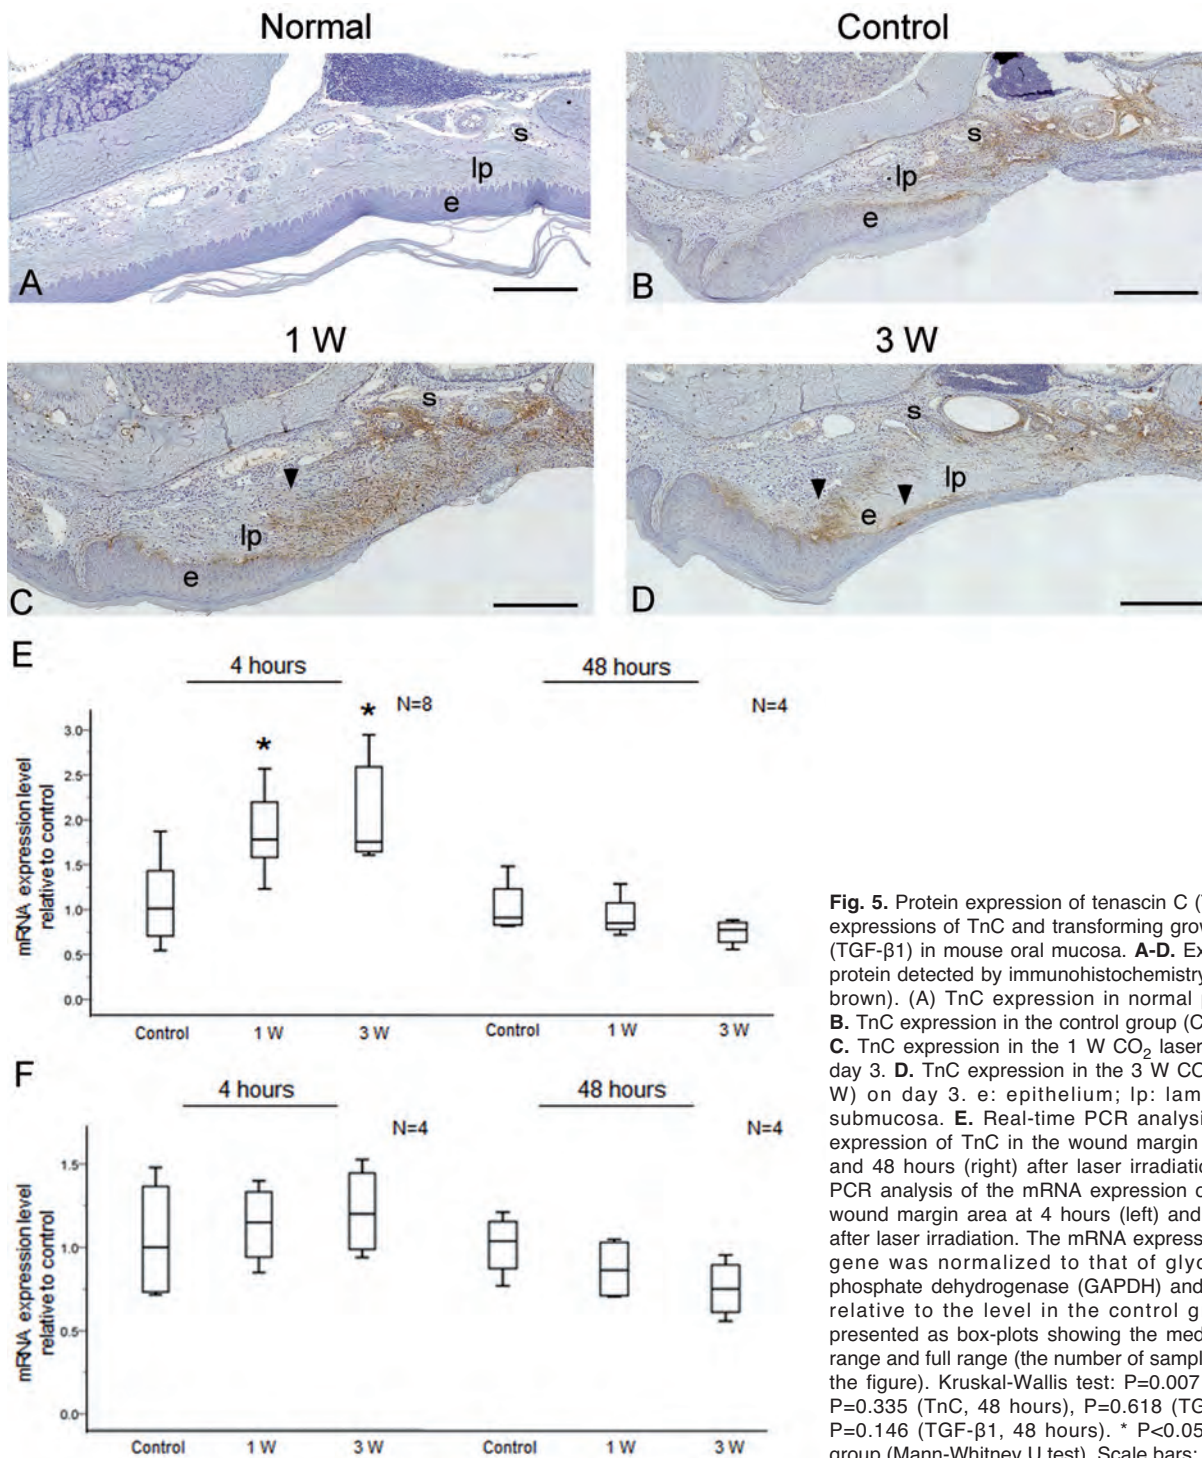 Normal
Control
s
lp
e
A
s
lp
e
B
1 W
3 W
s
lp
e
C
s
lp
e
D
E
4 hours
48 hours
* *
N=8
N=4
mRNA expression level
relative to control
3.0
2.5
2.0
1.5
1.0
0.5
0.0
Control 1 W 3 W Control 1 W 3 W
F
4 hours
48 hours
N=4
N=4
mRNA expression level
relative to control
1.5
1.0
0.5
0.0
Control 1 W 3 W Control 1 W 3 W
Fig. 5. Protein expression of tenascin C (
expressions of TnC and transforming grow
(TGF-β1) in mouse oral mucosa. A-D. Ex
protein detected by immunohistochemistry
brown). (A) TnC expression in normal
B. TnC expression in the control group (C
C. TnC expression in the 1 W CO₂ laser
day 3. D. TnC expression in the 3 W CO
W) on day 3. e: epithelium; lp: lam
submucosa. E. Real-time PCR analysi
expression of TnC in the wound margin
and 48 hours (right) after laser irradiatio
PCR analysis of the mRNA expression o
wound margin area at 4 hours (left) and
after laser irradiation. The mRNA express
gene was normalized to that of glyc
phosphate dehydrogenase (GAPDH) and
relative to the level in the control g
presented as box-plots showing the med
range and full range (the number of sampl
the figure). Kruskal-Wallis test: P=0.007
P=0.335 (TnC, 48 hours), P=0.618 (TG
P=0.146 (TGF-β1, 48 hours). * P<0.05
group (Mann-Whitney U test). Scale bars: